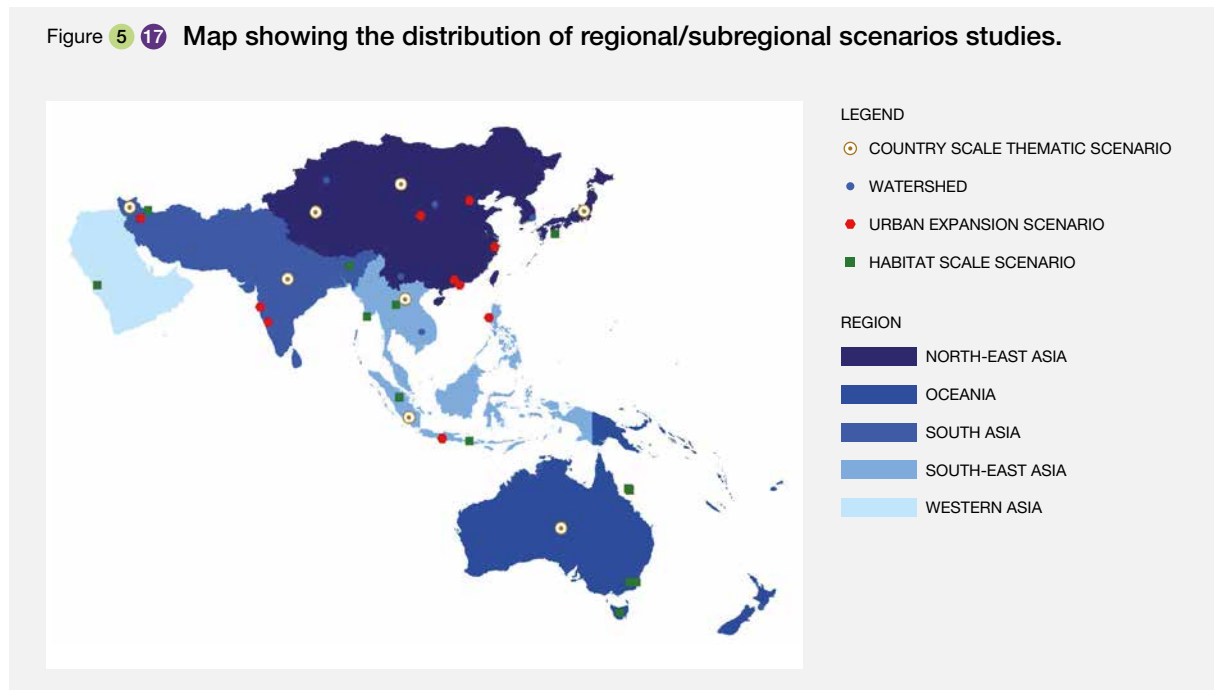 Figure 5 17 Map showing the distribution of regional/subregional scenarios studies.
LEGEND
COUNTRY SCALE THEMATIC SCENARIO
WATERSHED
URBAN EXPANSION SCENARIO
HABITAT SCALE SCENARIO
REGION
NORTH-EAST ASIA
OCEANIA
SOUTH ASIA
SOUTH-EAST ASIA
WESTERN ASIA